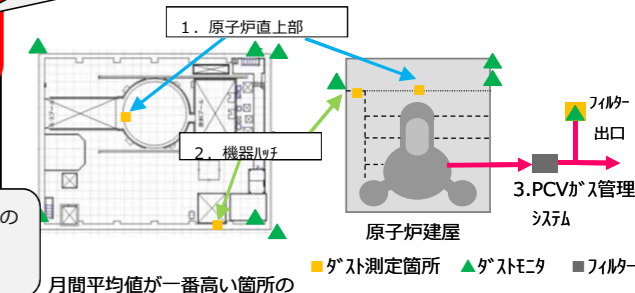 1．原子炉直上部
2．機器ﾊｯﾁ
ﾌｨﾙﾀｰ
出口
3.PCVｶﾞｽ管理
ｼｽﾃﾑ
原子炉建屋
の
■ﾀﾞｽﾄ測定箇所 ▲ﾀﾞｽﾄﾓﾆﾀ ■ﾌｨﾙﾀｰ
月間平均値が一番高い箇所の